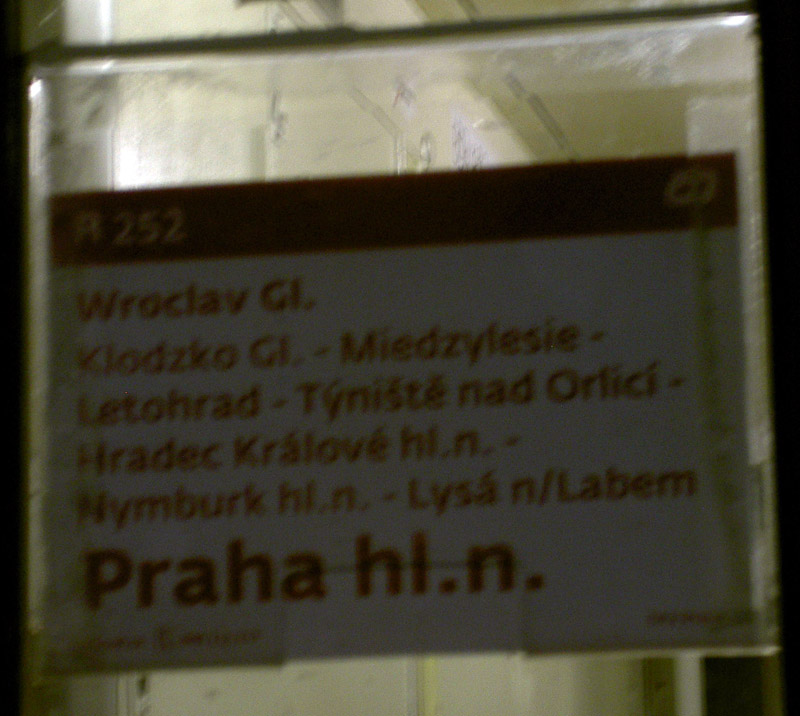 R 252
Wroclav Gl.
Klodzko Gl. - Miedzylesie -
Letohrad - Týniště nad Orlicí -
Hradec Králové hl.n. -
Nymburk hl.n. - Lysá n/Labem
Praha hl.n.